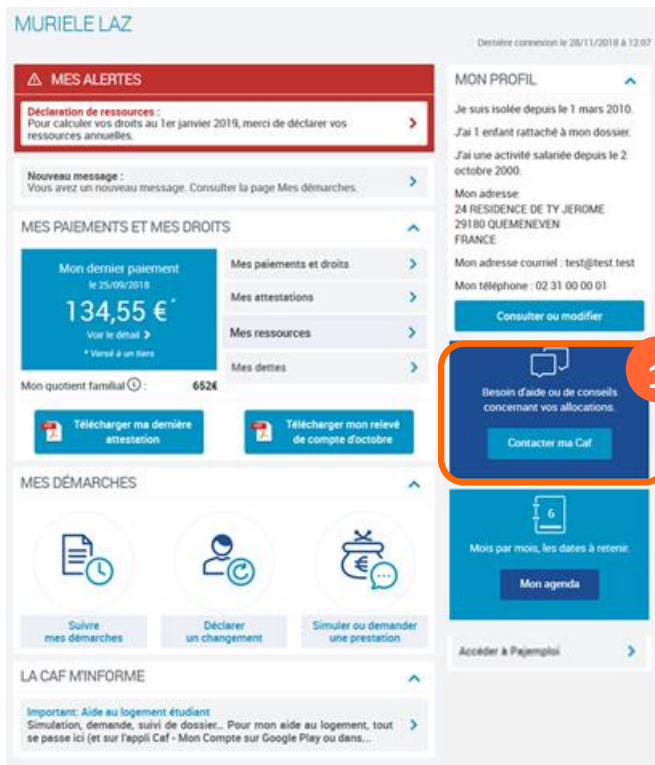 MURIELE LAZ
Dernière connexion le 28/11/2018 à 12:07
MES ALERTES
Déclaration de ressources :
Pour calculer vos droits au 1er janvier 2019, merci de déclarer vos
ressources annuelles.
Nouveau message :
Vous avez un nouveau message. Consulter la page Mes démarches.
MES PAIEMENTS ET MES DROITS
Mon dernier paiement
le 25/09/2018
134,55 € *
Voir le détail
* Versé à un tiers
Mes paiements et droits
Mes attestations
Mes ressources
Mes dettes
Mon quotient familial ⓘ : 652€
Télécharger ma dernière
attestation
Télécharger mon relevé
de compte d'octobre
MES DÉMARCHES
Suivre
mes démarches
Déclarer
un changement
Simuler ou demander
une prestation
LA CAF M'INFORME
Important: Aide au logement étudiant
Simulation, demande, suivi de dossier... Pour mon aide au logement, tout
se passe ici (et sur l'appli Caf - Mon Compte sur Google Play ou dans...
MON PROFIL
Je suis isolée depuis le 1 mars 2010.
J'ai 1 enfant rattaché à mon dossier.
J'ai une activité salariée depuis le 2
octobre 2000.
Mon adresse:
24 RESIDENCE DE TY JEROME
29180 QUEMENEVEN
FRANCE
Mon adresse courriel : test@test.test
Mon téléphone : 02 31 00 00 01
Consulter ou modifier
1
Besoin d'aide ou de conseils
concernant vos allocations.
Contacter ma Caf
6
Mois par mois, les dates à retenir.
Mon agenda
Accéder à Pajemploi